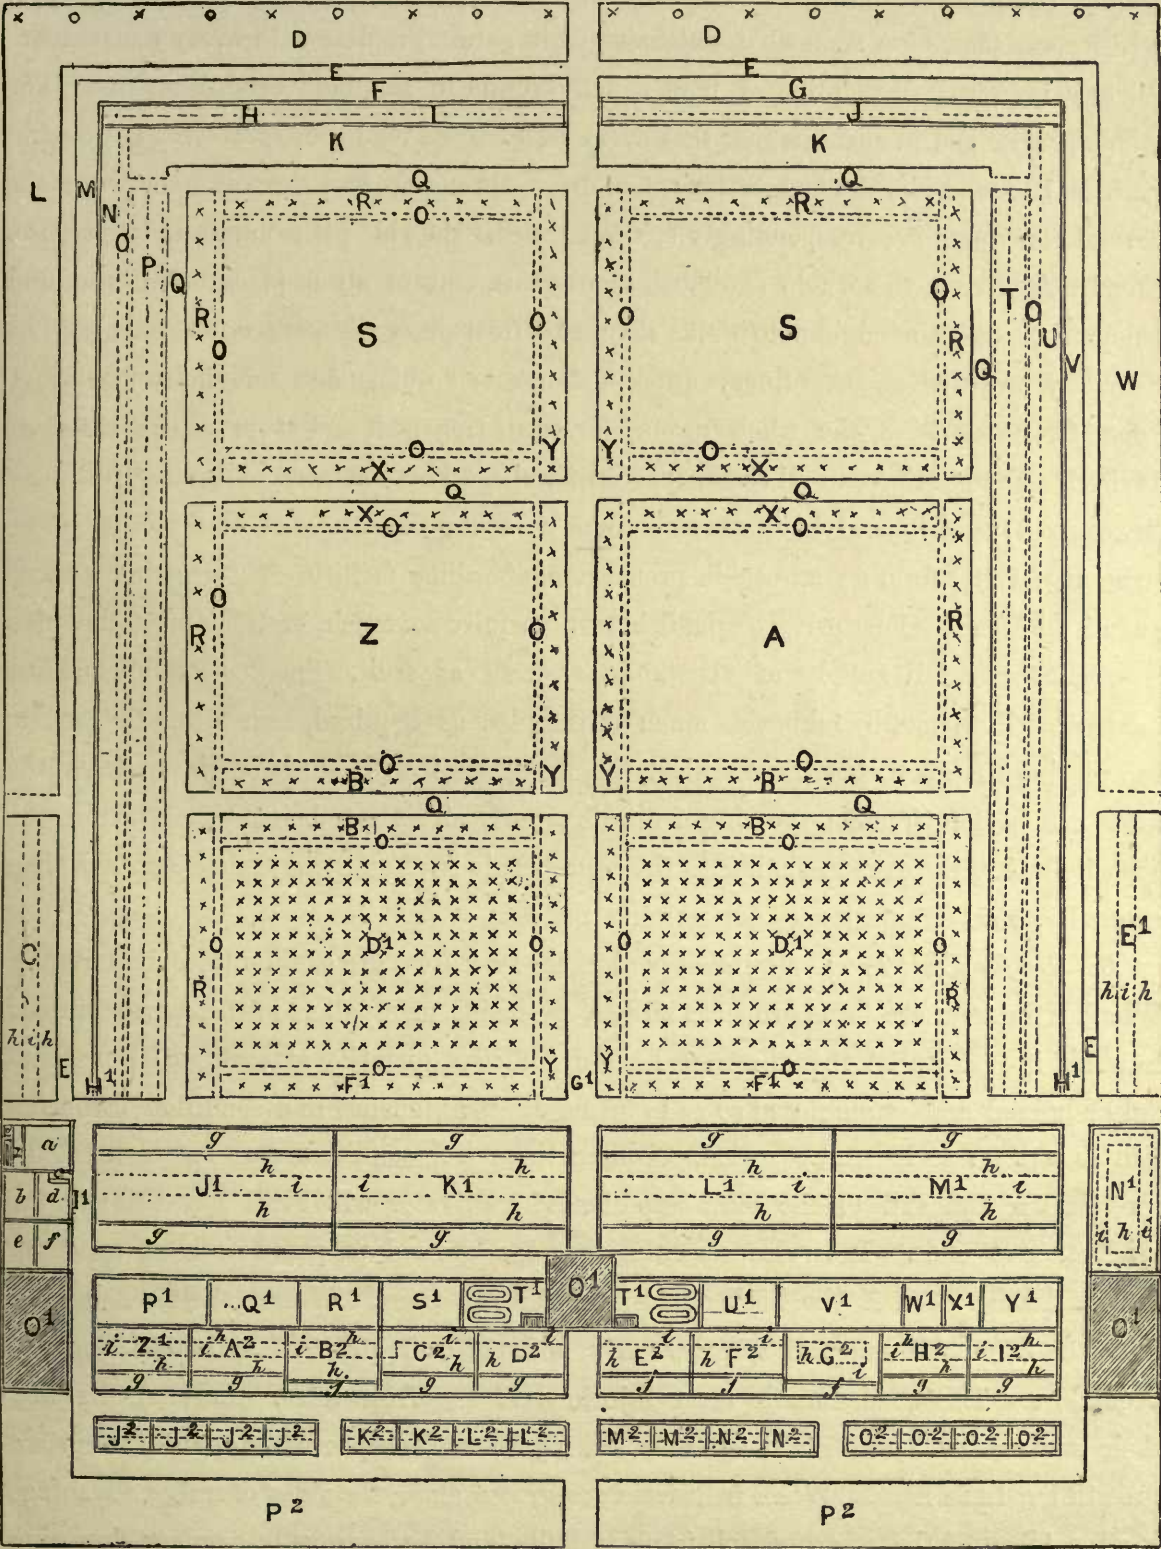 D D
E E
F G
H I J
K K
Q Q
L M R R
N O O
O
P
Q O T O
R O S O O S R U V W
Q
O
O Y Y O
X X
Q Q
X X
O O
O
R Z O A R
O O
B Y Y B
Q Q
B B
O O
C O D1 O O D1 O E1
R R
h i h h i h
E Y Y E
H1 O O H1
F1 G1 F1
a g g g g
c h h h h
b d I1 J1 i i K1 L1 i M1 i N1
h h h h
e f g g g g i h i
O1 P1 Q1 R1 S1 T1 O1 T1 U1 V1 W1 X1 Y1 O1
i Z1 i h A2 i B2 h C2 i D2 i E2 i F2 i G2 h i h H2 i I2 h
h h h h h h h h h h
i
g g g g g f f f g g
J2 J2 J2 J2 K2 K2 L2 L2 M2 M2 N2 N2 O2 O2 O2 O2
P2 P2